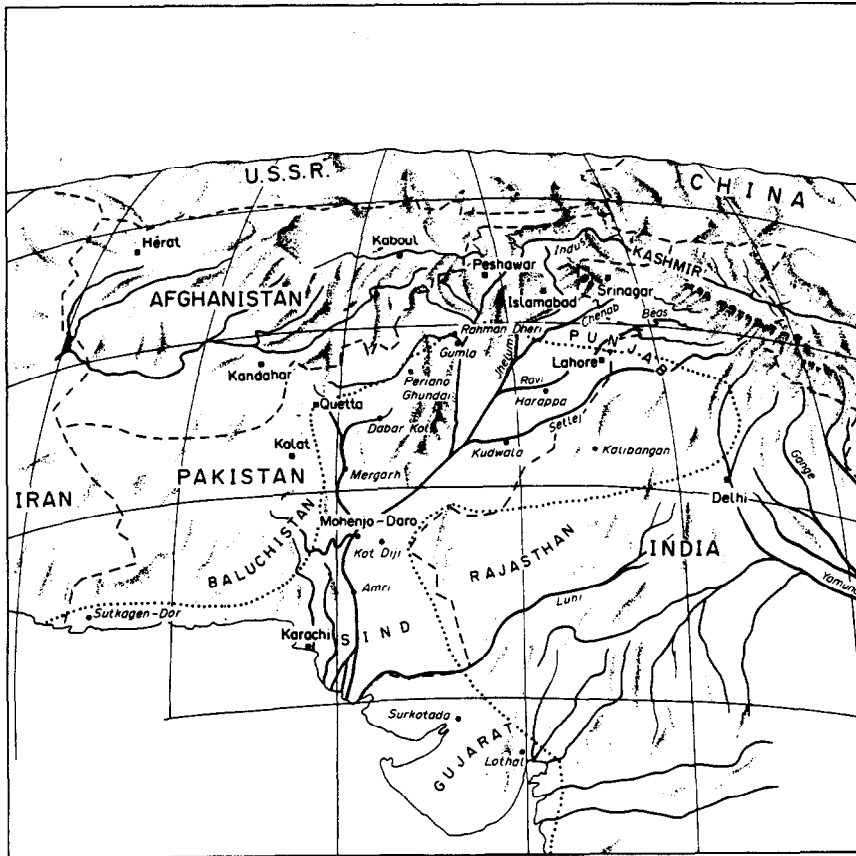 U.S.S.R.
CHINA
Hérat
Kaboul
Indus
KASHMIR
Peshawar
Srinagar
AFGHANISTAN
Islamabad
Chenab
Beas
Rahman Dheri
PUNJAB
Gumla
Jhelum
Lahore
Kandahar
Periano
Ghundai
Ravi
Harappa
Quetta
Dabar Kot
Setlej
Kalat
Kudwala
Kalibangan
Gange
PAKISTAN
Mergarh
IRAN
Delhi
Mohenjo-Daro
BALUCHISTAN
Kot Diji
RAJASTHAN
INDIA
Yamuna
Amri
Luni
Sutkagen-Dor
Karachi
SIND
Surkotada
GUJARAT
Lothal